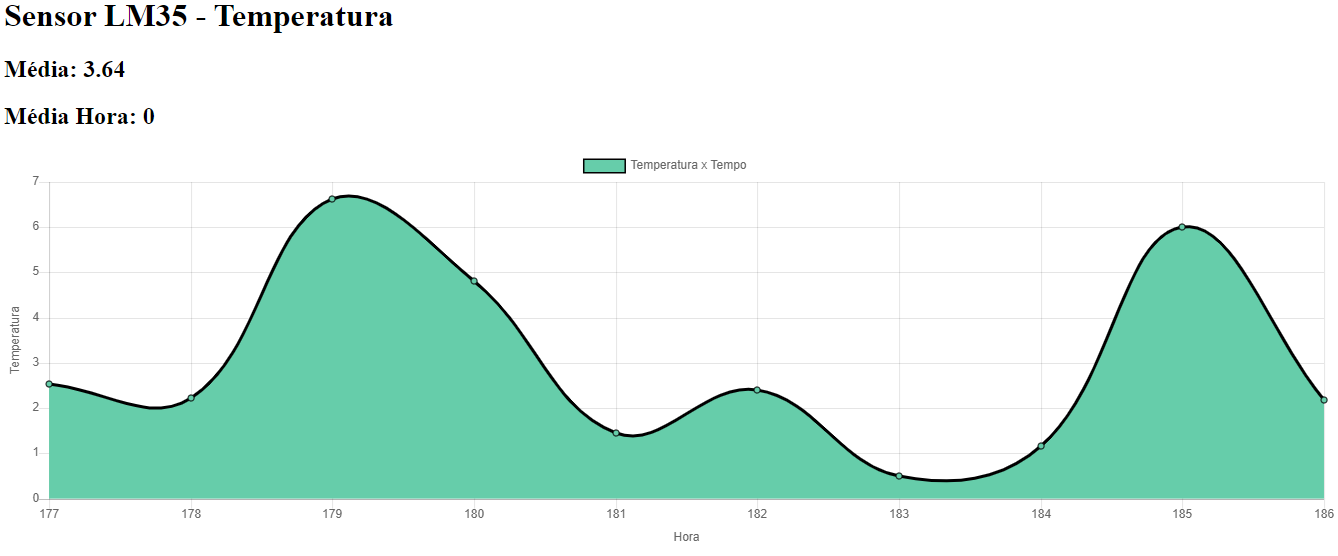 Sensor LM35 - Temperatura
Média: 3.64
Média Hora: 0
Temperatura x Tempo
7
6
5
4
3
2
1
0
Temperatura
177 178 179 180 181 182 183 184 185 186
Hora